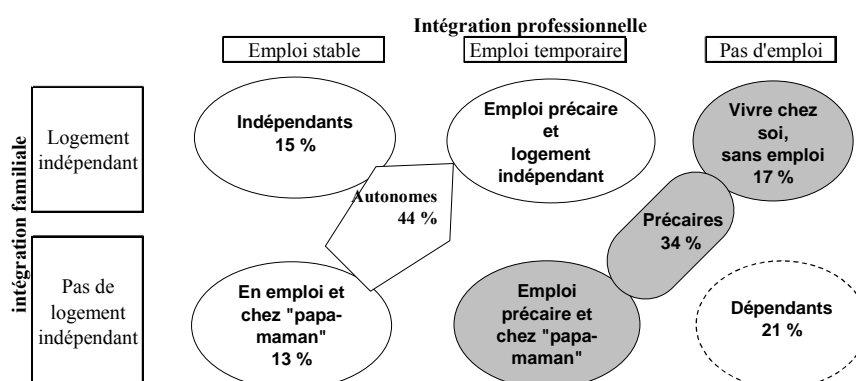 Intégration professionnelle
Emploi stable
Emploi temporaire
Pas d'emploi
intégration familiale
Logement
indépendant
Indépendants
15 %
Emploi précaire
et
logement
indépendant
Vivre chez
soi,
sans emploi
17 %
Autonomes
44 %
Précaires
34 %
Pas de
logement
indépendant
En emploi et
chez "papa-
maman"
13 %
Emploi
précaire et
chez "papa-
maman"
Dépendants
21 %